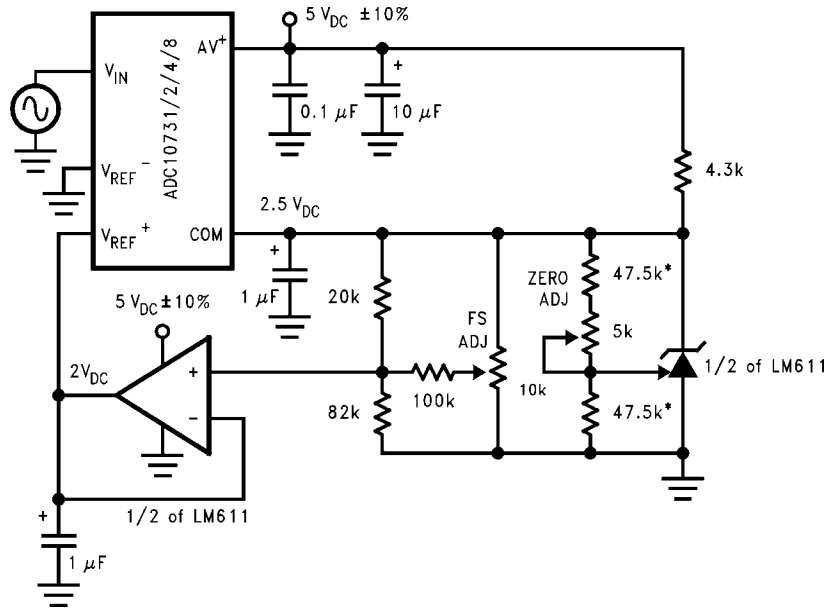 5 V_DC ±10%
AV⁺
V_IN
ADC10731/2/4/8
+
0.1 μF
10 μF
4.3k
V_REF⁻
2.5 V_DC
V_REF⁺
COM
+
1 μF
20k
FS
ADJ
ZERO
ADJ
47.5k*
5k
5 V_DC ±10%
2V_DC
+
−
100k
10k
1/2 of LM611
82k
47.5k*
1/2 of LM611
+
1 μF